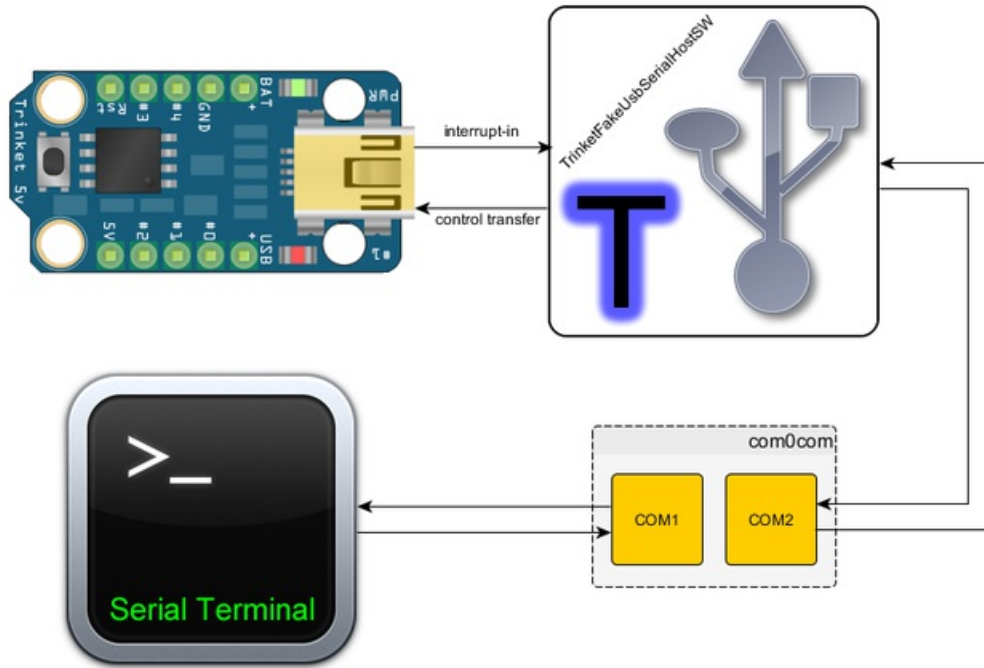 Trinket 5v
Rst
#3
#4
GND
BAT
+
PWR
5V
#2
#1
#0
USB
+
#1
interrupt-in
control transfer
TrinketFakeUsbSerialHostSW
T
>_
Serial Terminal
com0com
COM1
COM2